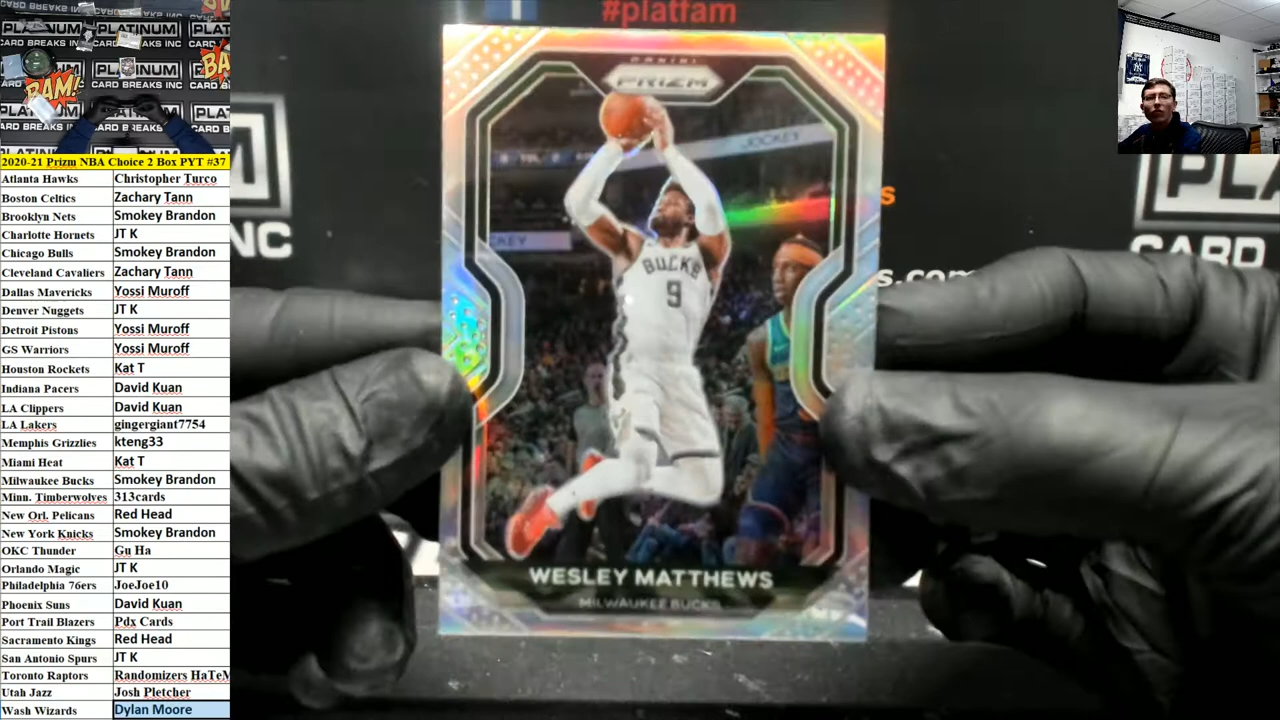 #platfam
PLATINUM
CARD BREAKS INC
BAM!
2020-21 Prizm NBA Choice 2 Box PYT #37
Atlanta Hawks Christopher Turco
Boston Celtics Zachary Tann
Brooklyn Nets Smokey Brandon
Charlotte Hornets JT K
Chicago Bulls Smokey Brandon
Cleveland Cavaliers Zachary Tann
Dallas Mavericks Yossi Muroff
Denver Nuggets JT K
Detroit Pistons Yossi Muroff
GS Warriors Yossi Muroff
Houston Rockets Kat T
Indiana Pacers David Kuan
LA Clippers David Kuan
LA Lakers gingergiant7754
Memphis Grizzlies kteng33
Miami Heat Kat T
Milwaukee Bucks Smokey Brandon
Minn. Timberwolves 313cards
New Orl. Pelicans Red Head
New York Knicks Smokey Brandon
OKC Thunder Gu Ha
Orlando Magic JT K
Philadelphia 76ers JoeJoe10
Phoenix Suns David Kuan
Port Trail Blazers Pdx Cards
Sacramento Kings Red Head
San Antonio Spurs JT K
Toronto Raptors Randomizers HaTeM
Utah Jazz Josh Pletcher
Wash Wizards Dylan Moore
PANINI
PRIZM
JOCKEY
BUCKS
9
WESLEY MATTHEWS
MILWAUKEE BUCKS
NC
s.com
PLA
CARD